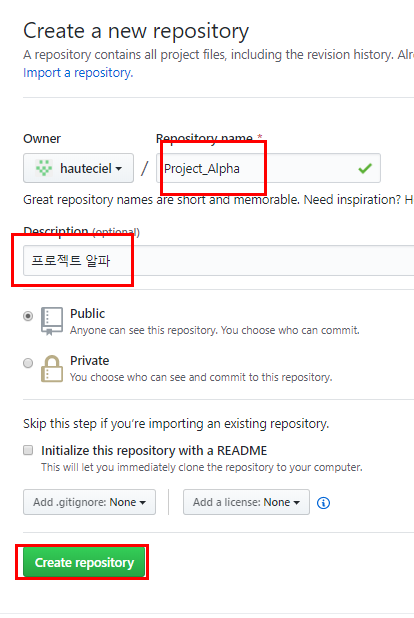 Create a new repository
A repository contains all project files, including the revision history. Alr
Import a repository.
Owner
Repository name *
hauteciel
/
Project_Alpha
Great repository names are short and memorable. Need inspiration? H
Description (optional)
프로젝트 알파
Public
Anyone can see this repository. You choose who can commit.
Private
You choose who can see and commit to this repository.
Skip this step if you're importing an existing repository.
Initialize this repository with a README
This will let you immediately clone the repository to your computer.
Add .gitignore: None
Add a license: None
Create repository